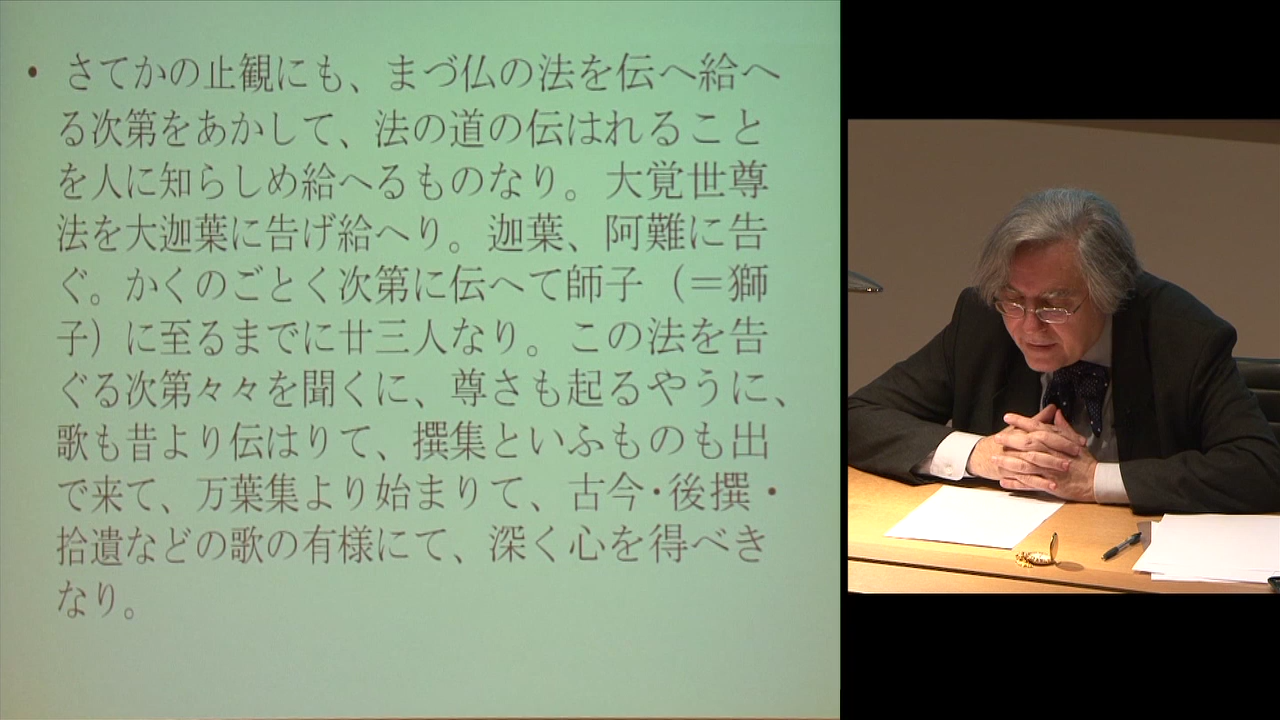 • さてかの止観にも、まづ仏の法を伝へ給へ
る次第をあかして、法の道の伝はれること
を人に知らしめ給へるものなり。大覚世尊
法を大迦葉に告げ給へり。迦葉、阿難に告
ぐ。かくのごとく次第に伝へて師子（＝獅
子）に至るまでに廿三人なり。この法を告
ぐる次第々々を聞くに、尊さも起るやうに、
歌も昔より伝はりて、撰集といふものも出
で来て、万葉集より始まりて、古今・後撰・
拾遺などの歌の有様にて、深く心を得べき
なり。